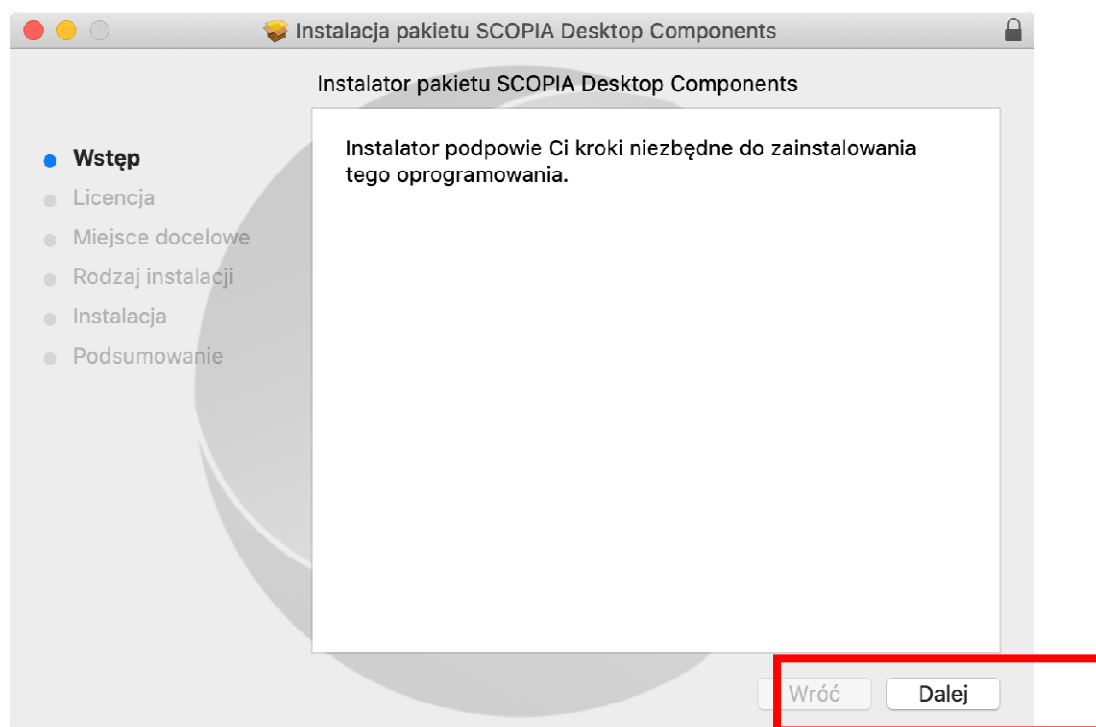 Instalacja pakietu SCOPIA Desktop Components
Instalator pakietu SCOPIA Desktop Components
Wstęp
Licencja
Miejsce docelowe
Rodzaj instalacji
Instalacja
Podsumowanie
Instalator podpowie Ci kroki niezbędne do zainstalowania
tego oprogramowania.
Wróć
Dalej